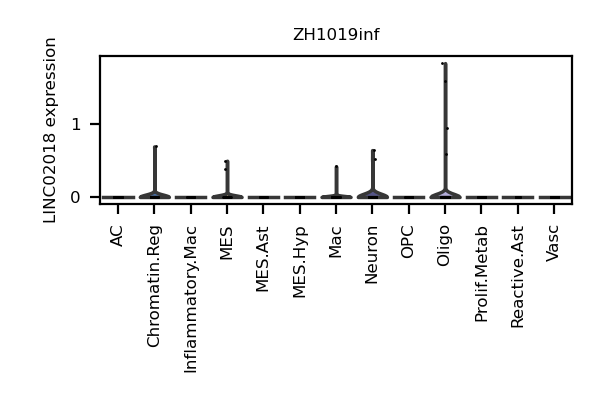 ZH1019inf
LINC02018 expression
1
0
AC
Chromatin.Reg
Inflammatory.Mac
MES
MES.Ast
MES.Hyp
Mac
Neuron
OPC
Oligo
Prolif.Metab
Reactive.Ast
Vasc